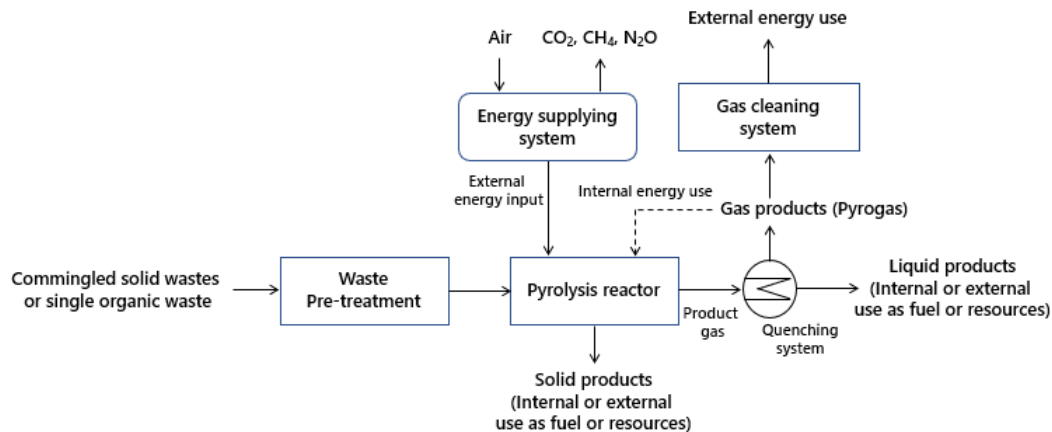 External energy use
Air
CO₂, CH₄, N₂O
Energy supplying
system
Gas cleaning
system
External
energy input
Internal energy use
Gas products (Pyrogas)
Commingled solid wastes
or single organic waste
Waste
Pre-treatment
Pyrolysis reactor
Product
gas
Quenching
system
Liquid products
(Internal or external
use as fuel or resources)
Solid products
(Internal or external
use as fuel or resources)